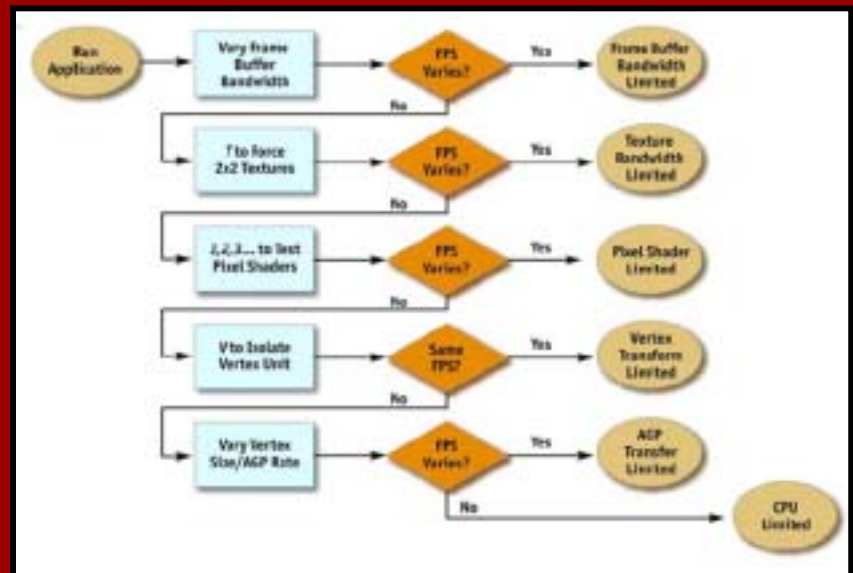 Run
Application
Vary Frame
Buffer
Bandwidth
FPS
Varies?
Yes
Frame Buffer
Bandwidth
Limited
No
T to Force
2x2 Textures
FPS
Varies?
Yes
Texture
Bandwidth
Limited
No
1,2,3... to Test
Pixel Shaders
FPS
Varies?
Yes
Pixel Shader
Limited
No
V to Isolate
Vertex Unit
Same
FPS?
Yes
Vertex
Transform
Limited
No
Vary Vertex
Size/AGP Rate
FPS
Varies?
Yes
AGP
Transfer
Limited
No
CPU
Limited